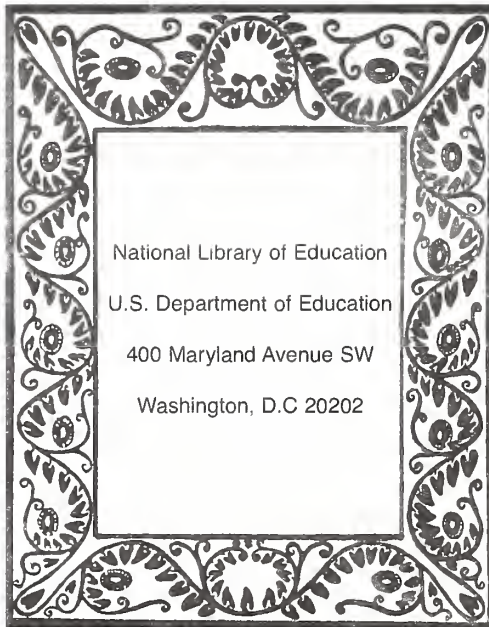 National Library of Education
U.S. Department of Education
400 Maryland Avenue SW
Washington, D.C 20202